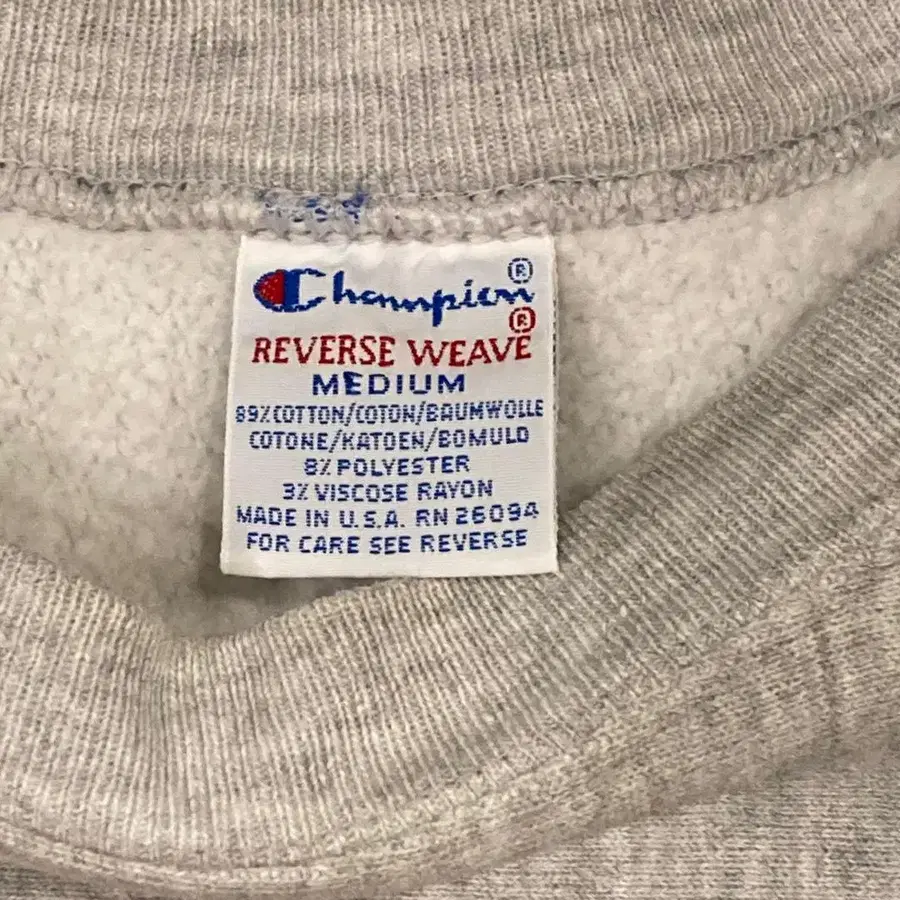 Champion®
REVERSE WEAVE®
MEDIUM
89% COTTON/COTON/BAUMWOLLE
COTONE/KATOEN/BOMULD
8% POLYESTER
3% VISCOSE RAYON
MADE IN U.S.A. RN 26094
FOR CARE SEE REVERSE